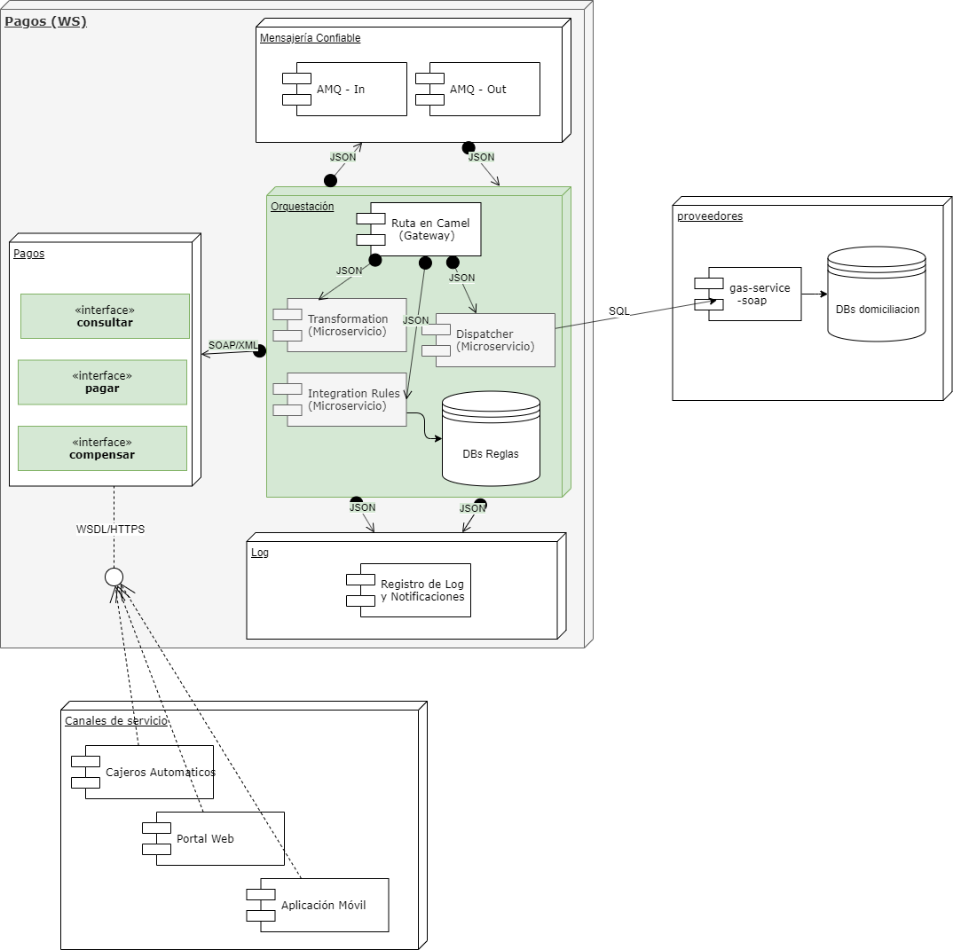 Pagos (WS)
Mensajería Confiable
AMQ - In
AMQ - Out
JSON
JSON
Orquestación
Ruta en Camel
(Gateway)
JSON
JSON
JSON
Transformation
(Microservicio)
Dispatcher
(Microservicio)
Integration Rules
(Microservicio)
DBs Reglas
Pagos
«interface»
consultar
«interface»
pagar
«interface»
compensar
SOAP/XML
WSDL/HTTPS
JSON
JSON
Log
Registro de Log
y Notificaciones
SQL
proveedores
gas-service
-soap
DBs domiciliacion
Canales de servicio
Cajeros Automaticos
Portal Web
Aplicación Móvil